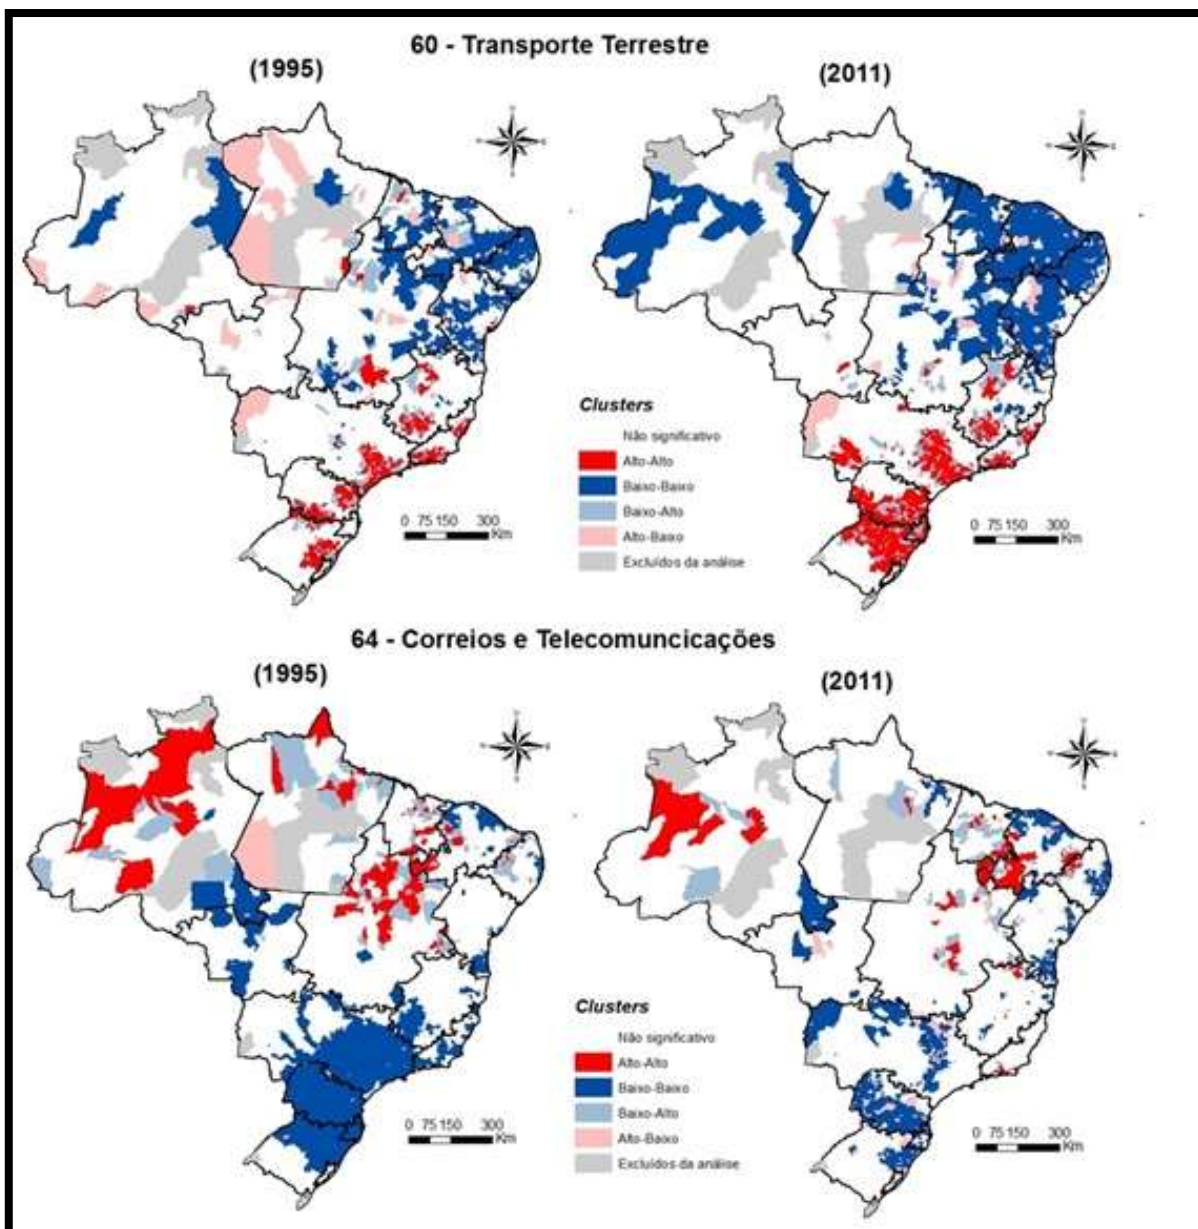 60 - Transporte Terrestre
(1995)
(2011)
Clusters
Não significativo
Alto-Alto
Baixo-Baixo
Baixo-Alto
Alto-Baixo
Excluídos da análise
0 75 150 300
Km
0 75 150 300
Km
64 - Correios e Telecomuncicações
(1995)
(2011)
Clusters
Não significativo
Alto-Alto
Baixo-Baixo
Baixo-Alto
Alto-Baixo
Excluídos da análise
0 75 150 300
Km
0 75 150 300
Km